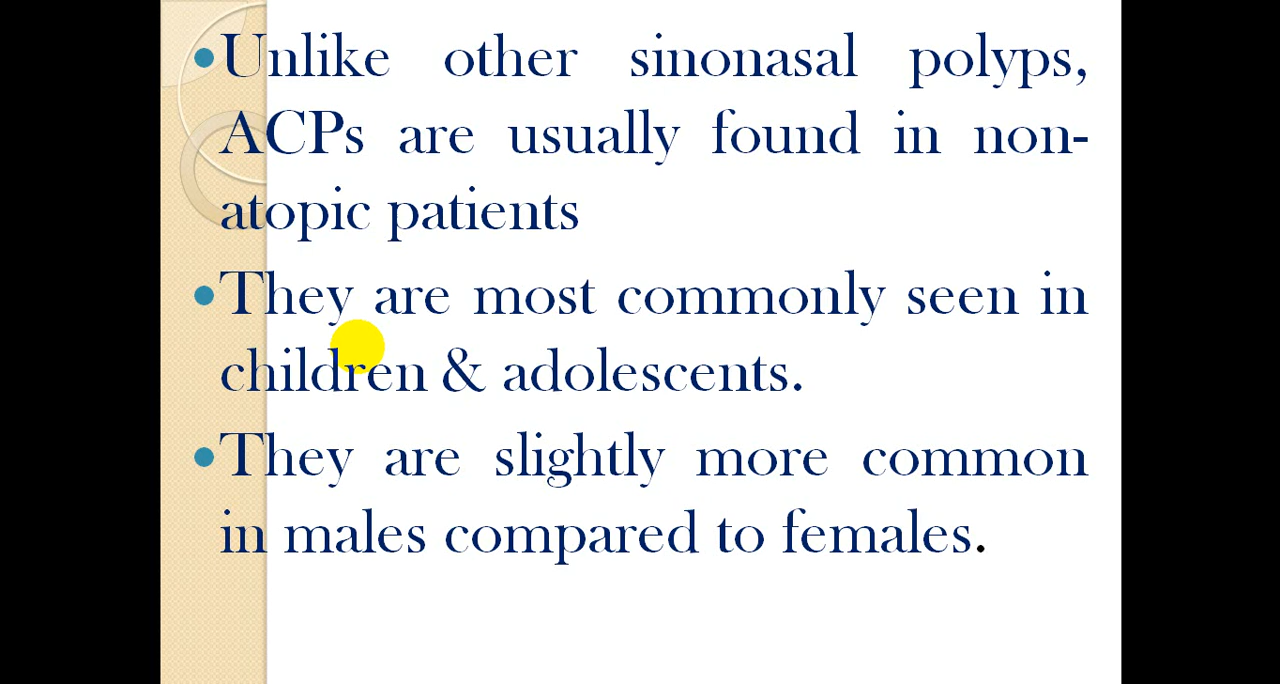 •Unlike other sinonasal polyps,
ACPs are usually found in non-
atopic patients
•They are most commonly seen in
children & adolescents.
•They are slightly more common
in males compared to females.